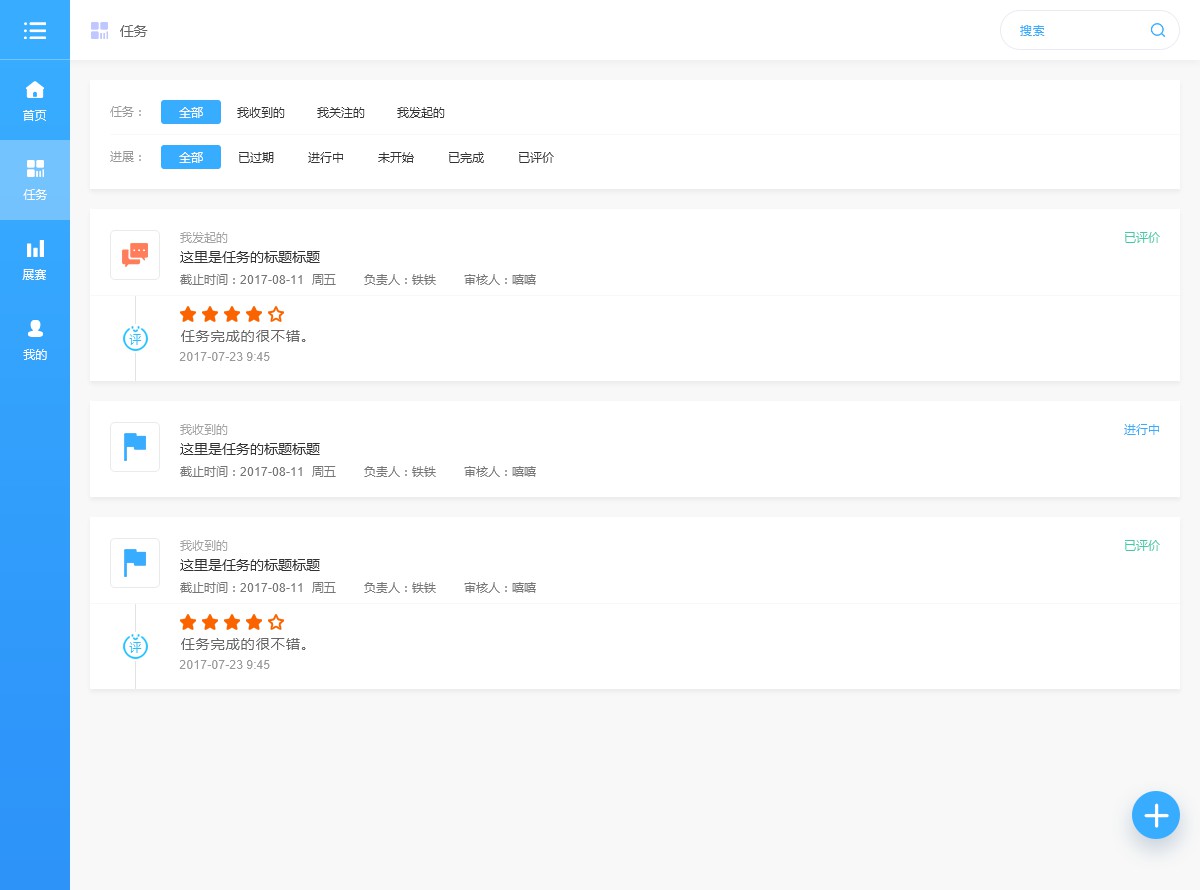 任务
搜索
首页
任务
展赛
我的
任务： 全部 我收到的 我关注的 我发起的
进展： 全部 已过期 进行中 未开始 已完成 已评价
我发起的 已评价
这里是任务的标题标题
截止时间：2017-08-11 周五 负责人：铁铁 审核人：嘻嘻
评
任务完成的很不错。
2017-07-23 9:45
我收到的 进行中
这里是任务的标题标题
截止时间：2017-08-11 周五 负责人：铁铁 审核人：嘻嘻
我收到的 已评价
这里是任务的标题标题
截止时间：2017-08-11 周五 负责人：铁铁 审核人：嘻嘻
评
任务完成的很不错。
2017-07-23 9:45